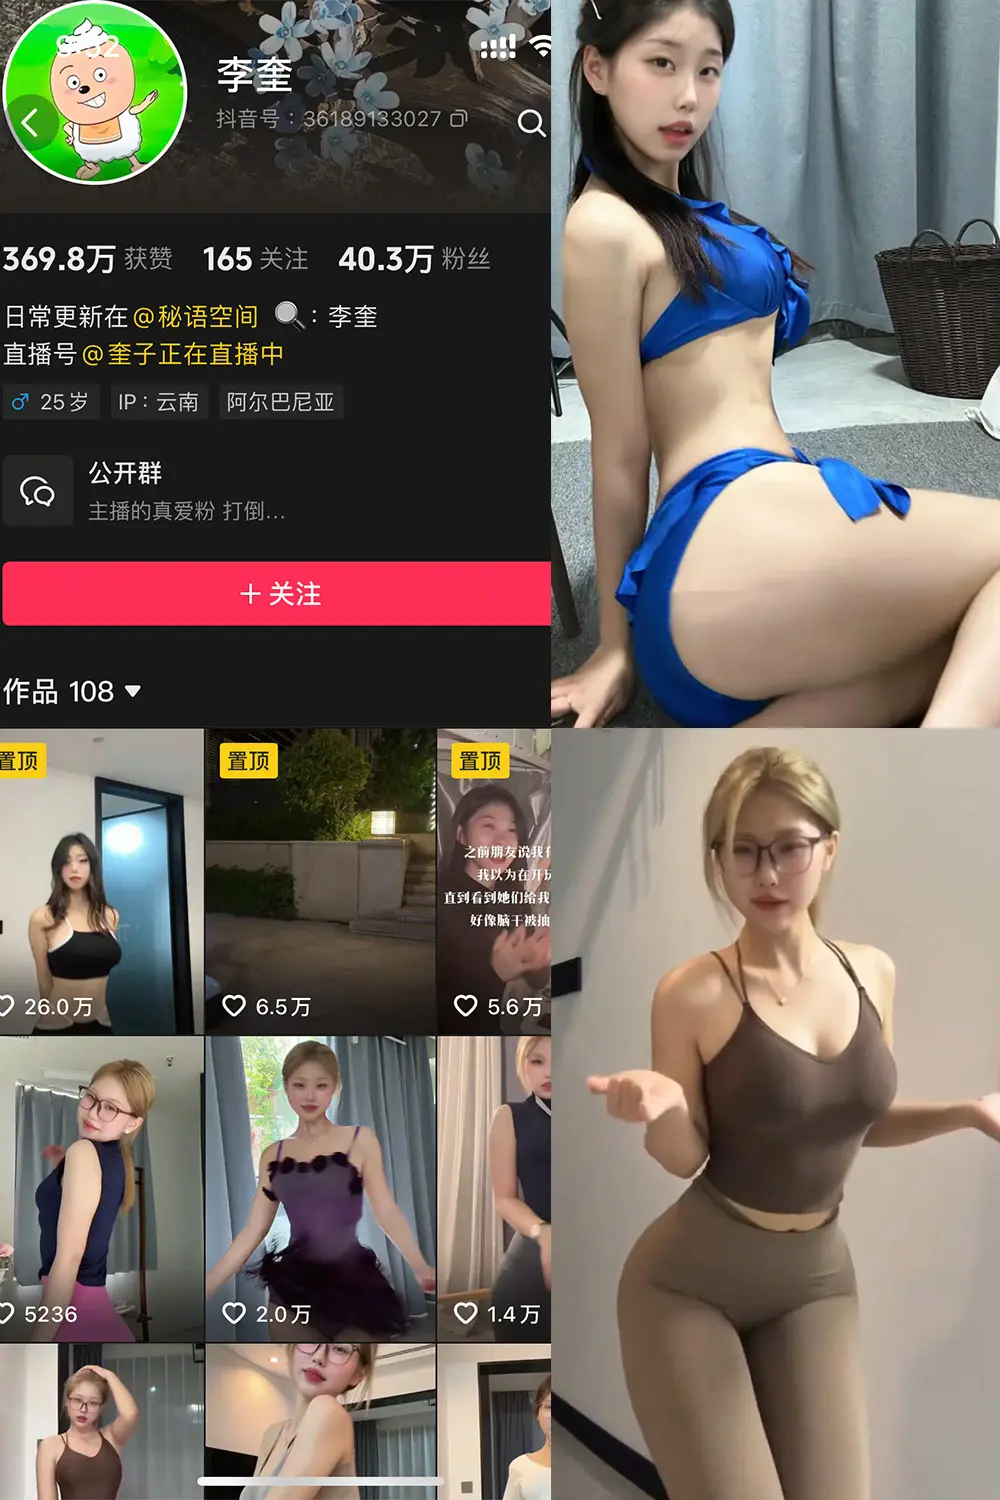 9:32
李奎
抖音号：36189133027
369.8万 获赞 165 关注 40.3万 粉丝
日常更新在@秘语空间 🔍：李奎
直播号@奎子正在直播中
♂ 25岁 IP：云南 阿尔巴尼亚
公开群
主播的真爱粉 打倒...
+ 关注
作品 108
置顶 置顶 置顶
之前朋友说我
我以为在开
直到看到她们给我
好像脑干被抽
26.0万 6.5万 5.6万
5236 2.0万 1.4万